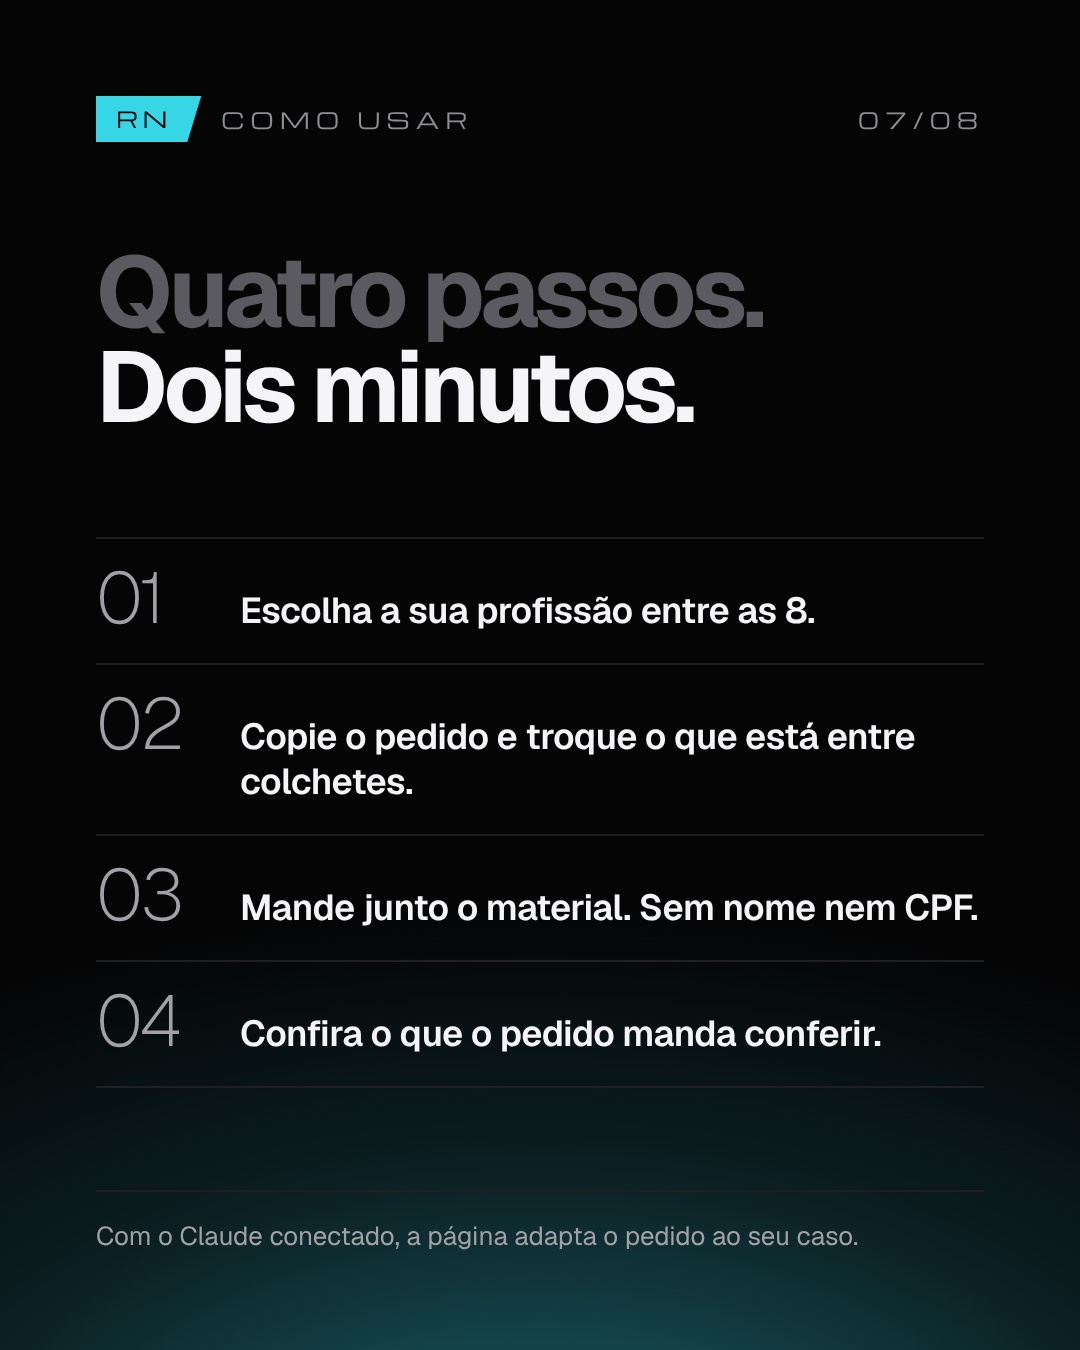 RN COMO USAR 07/08
Quatro passos.
Dois minutos.
01 Escolha a sua profissão entre as 8.
02 Copie o pedido e troque o que está entre
colchetes.
03 Mande junto o material. Sem nome nem CPF.
04 Confira o que o pedido manda conferir.
Com o Claude conectado, a página adapta o pedido ao seu caso.